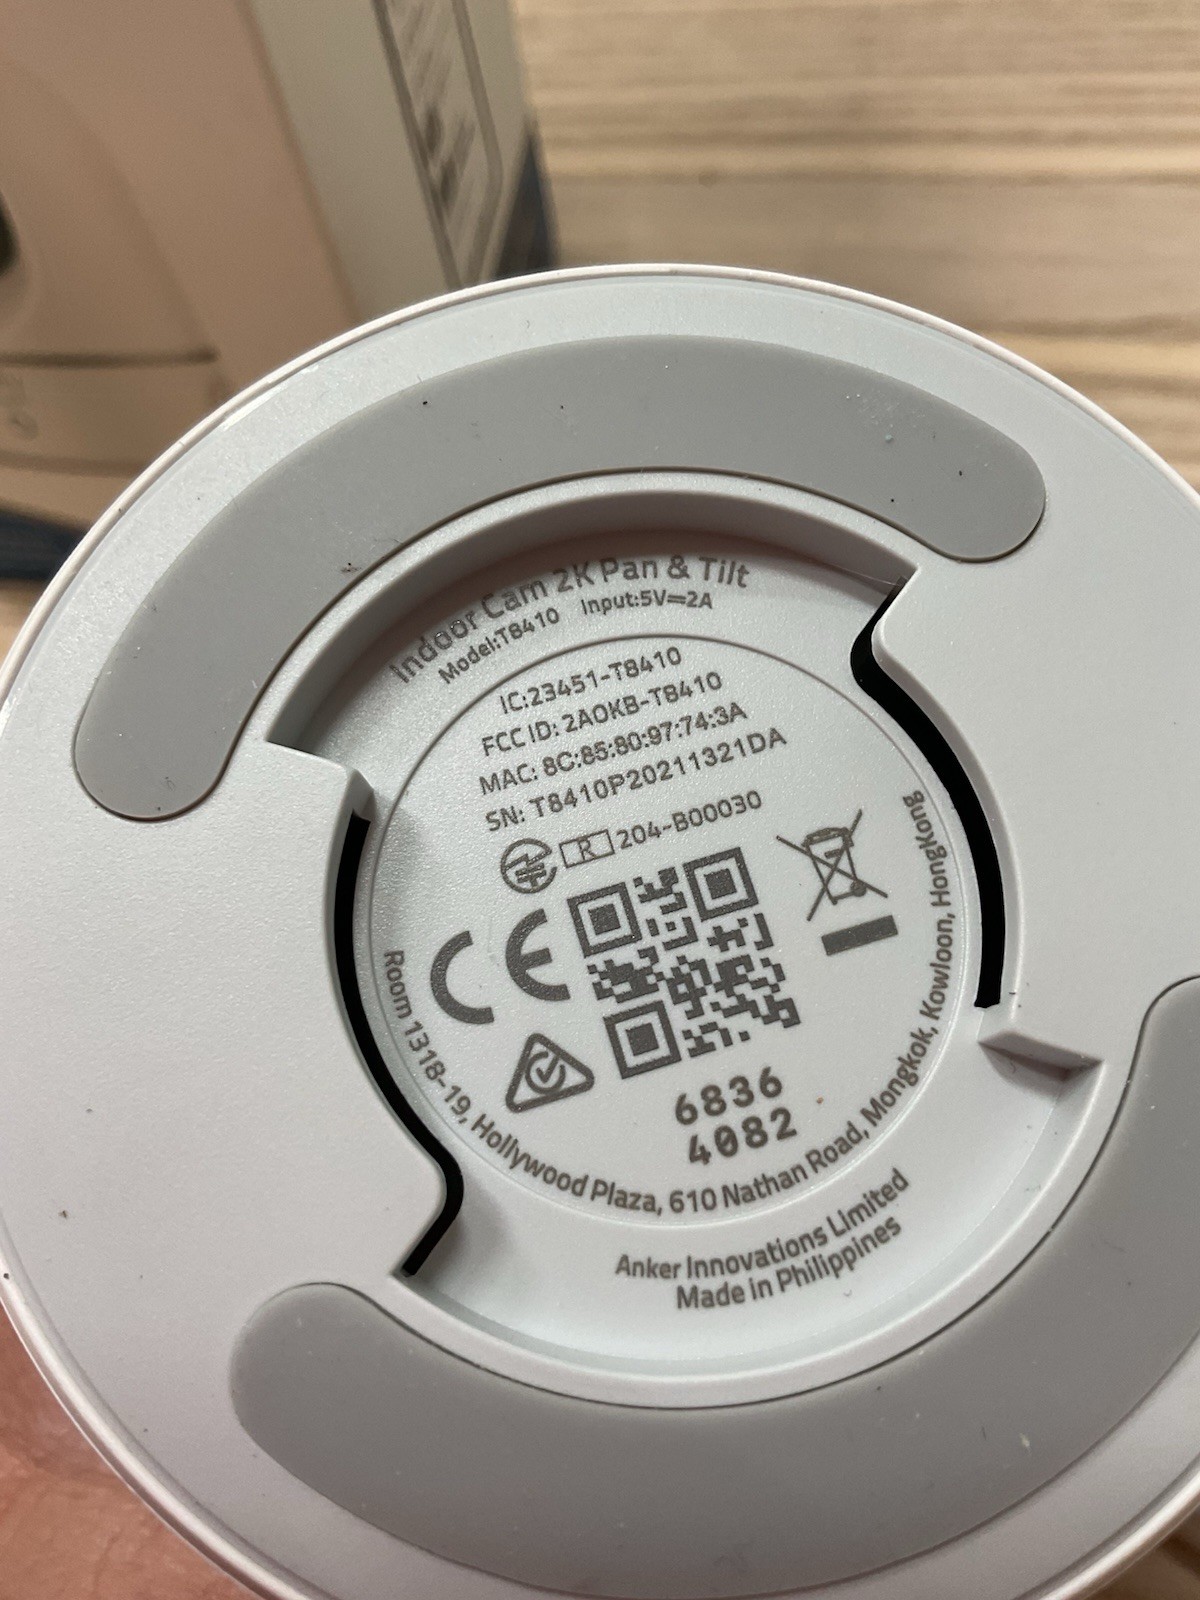 Indoor Cam 2K Pan & Tilt
Model:T8410 Input:5V⎓2A
IC:23451-T8410
FCC ID: 2AOKB-T8410
MAC: 8C:85:80:97:74:3A
SN: T8410P20211321DA
R 204-B00030
CE
6836
4082
Room 1318-19, Hollywood Plaza, 610 Nathan Road, Mongkok, Kowloon, HongKong
Anker Innovations Limited
Made in Philippines